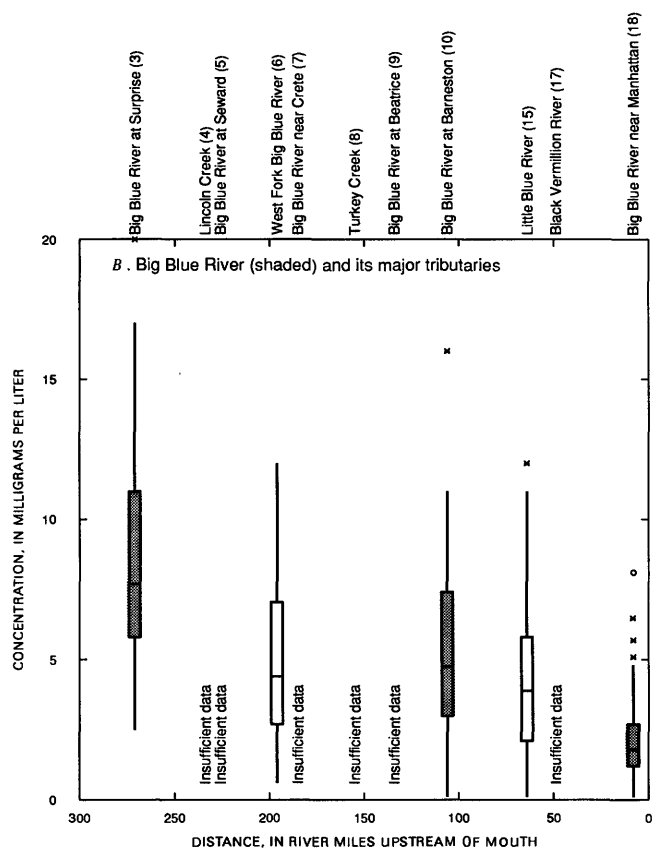 Big Blue River at Surprise (3)
Lincoln Creek (4)
Big Blue River at Seward (5)
West Fork Big Blue River (6)
Big Blue River near Crete (7)
Turkey Creek (8)
Big Blue River at Beatrice (9)
Big Blue River at Barneston (10)
Little Blue River (15)
Black Vermillion River (17)
Big Blue River near Manhattan (18)
B. Big Blue River (shaded) and its major tributaries
CONCENTRATION, IN MILLIGRAMS PER LITER
20
15
10
5
0
Insufficient data
Insufficient data
Insufficient data
Insufficient data
Insufficient data
Insufficient data
300
250
200
150
100
50
0
DISTANCE, IN RIVER MILES UPSTREAM OF MOUTH